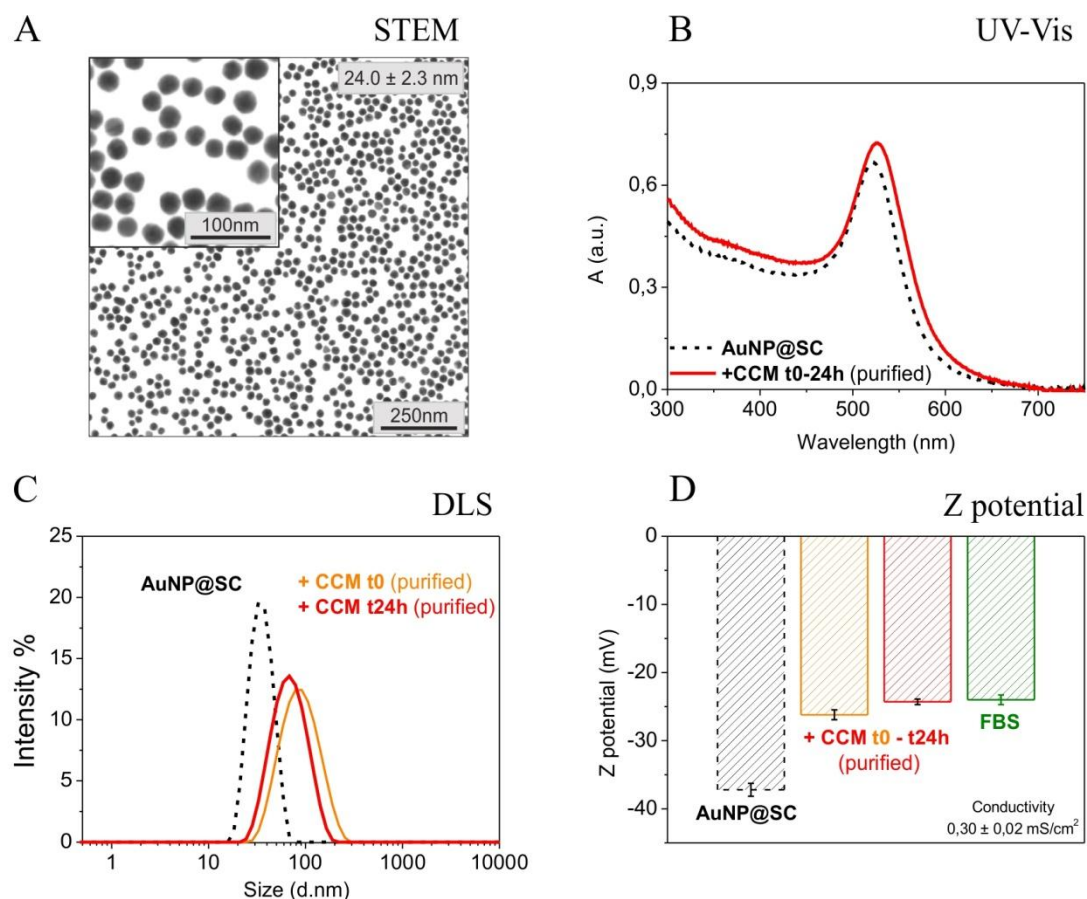 A
STEM
24.0 ± 2.3 nm
100nm
250nm
B
UV-Vis
0,9
0,6
0,3
0,0
A (a.u.)
AuNP@SC
+CCM t0-24h (purified)
300 400 500 600 700
Wavelength (nm)
C
DLS
25
20
15
10
5
0
Intensity %
AuNP@SC
+ CCM t0 (purified)
+ CCM t24h (purified)
1 10 100 1000 10000
Size (d.nm)
D
Z potential
0
-10
-20
-30
-40
Z potential (mV)
AuNP@SC
+ CCM t0 - t24h
(purified)
FBS
Conductivity
0,30 ± 0,02 mS/cm²